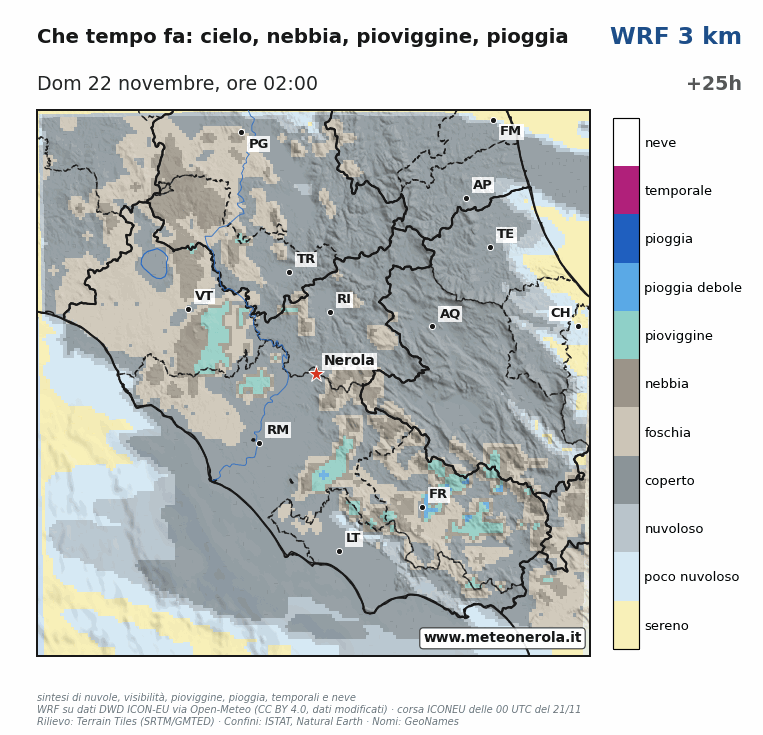 Che tempo fa: cielo, nebbia, pioviggine, pioggia
WRF 3 km
Dom 22 novembre, ore 02:00
+25h
FM
PG
AP
TE
TR
VT
RI
AQ
CH
Nerola
RM
FR
LT
www.meteonerola.it
neve
temporale
pioggia
pioggia debole
pioviggine
nebbia
foschia
coperto
nuvoloso
poco nuvoloso
sereno
sintesi di nuvole, visibilità, pioviggine, pioggia, temporali e neve
WRF su dati DWD ICON-EU via Open-Meteo (CC BY 4.0, dati modificati) · corsa ICONEU delle 00 UTC del 21/11
Rilievo: Terrain Tiles (SRTM/GMTED) · Confini: ISTAT, Natural Earth · Nomi: GeoNames